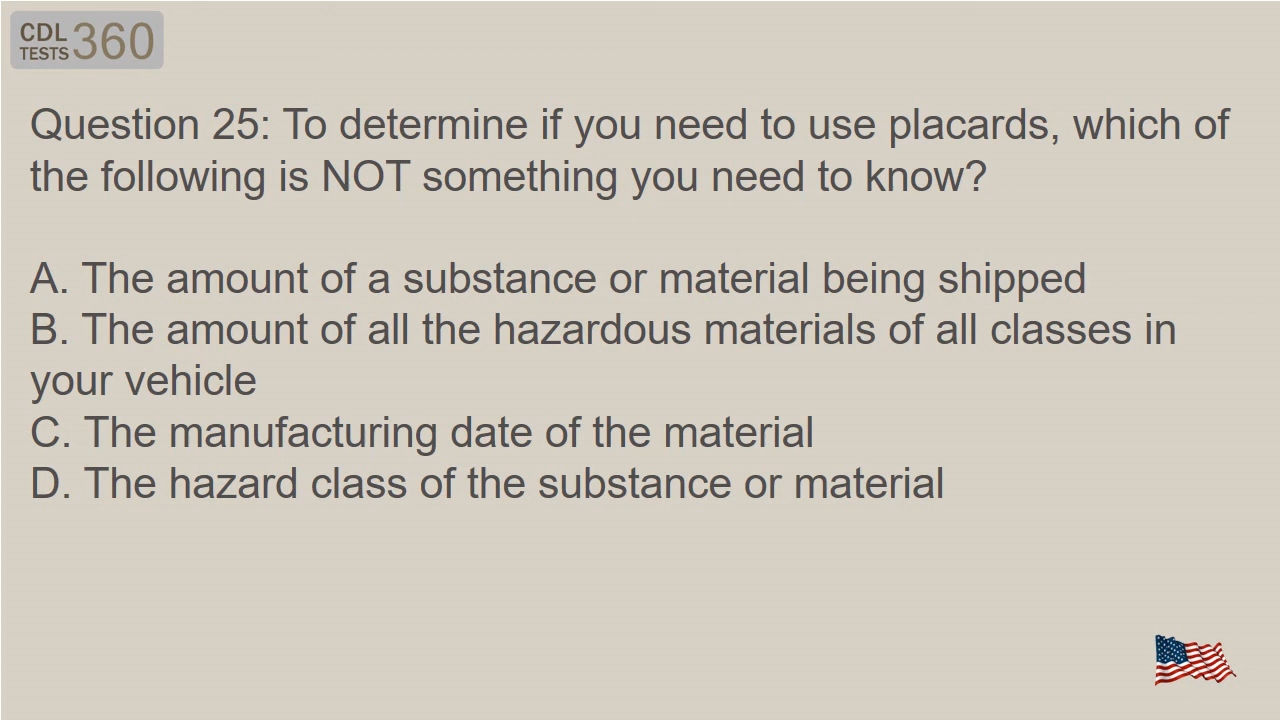 CDL
TESTS 360
Question 25: To determine if you need to use placards, which of
the following is NOT something you need to know?
A. The amount of a substance or material being shipped
B. The amount of all the hazardous materials of all classes in
your vehicle
C. The manufacturing date of the material
D. The hazard class of the substance or material